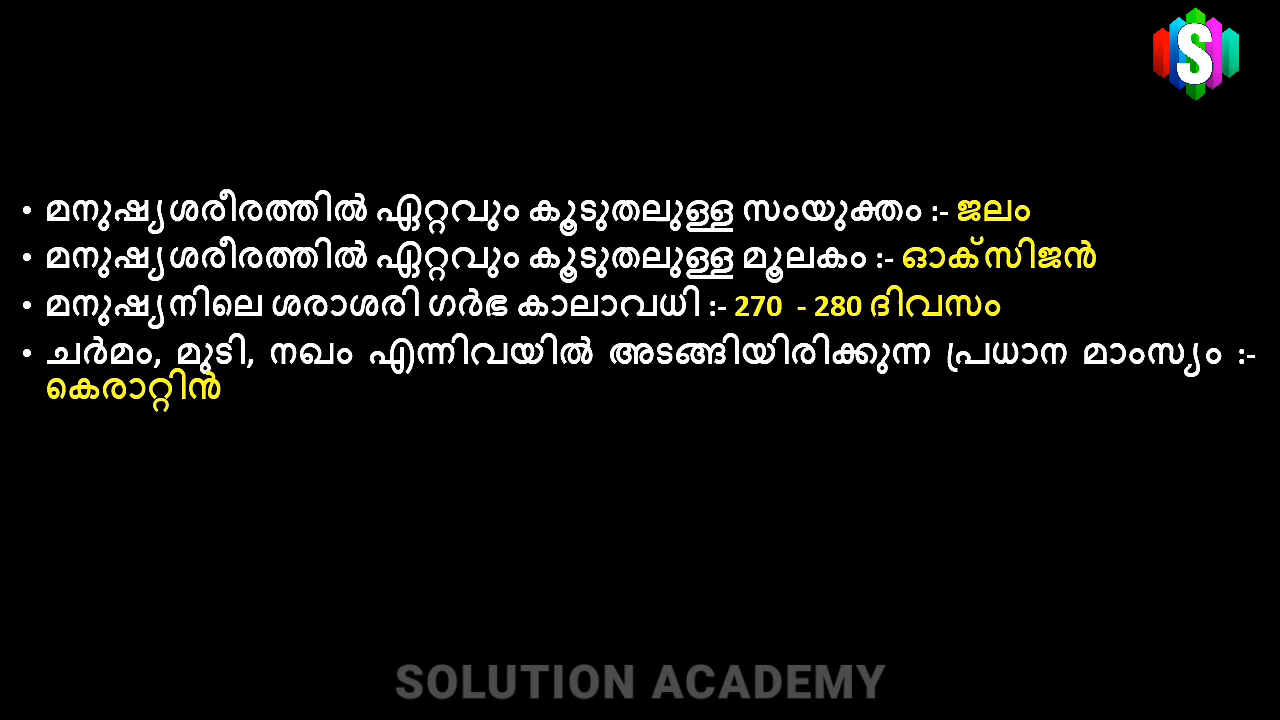 S
• മനുഷ്യശരീരത്തിൽ ഏറ്റവും കൂടുതലുള്ള സംയുക്തം :- ജലം
• മനുഷ്യശരീരത്തിൽ ഏറ്റവും കൂടുതലുള്ള മൂലകം :- ഓക്സിജൻ
• മനുഷ്യനിലെ ശരാശരി ഗർഭ കാലാവധി :- 270 - 280 ദിവസം
• ചർമം, മുടി, നഖം എന്നിവയിൽ അടങ്ങിയിരിക്കുന്ന പ്രധാന മാംസ്യം :-
കെരാറ്റിൻ
SOLUTION ACADEMY